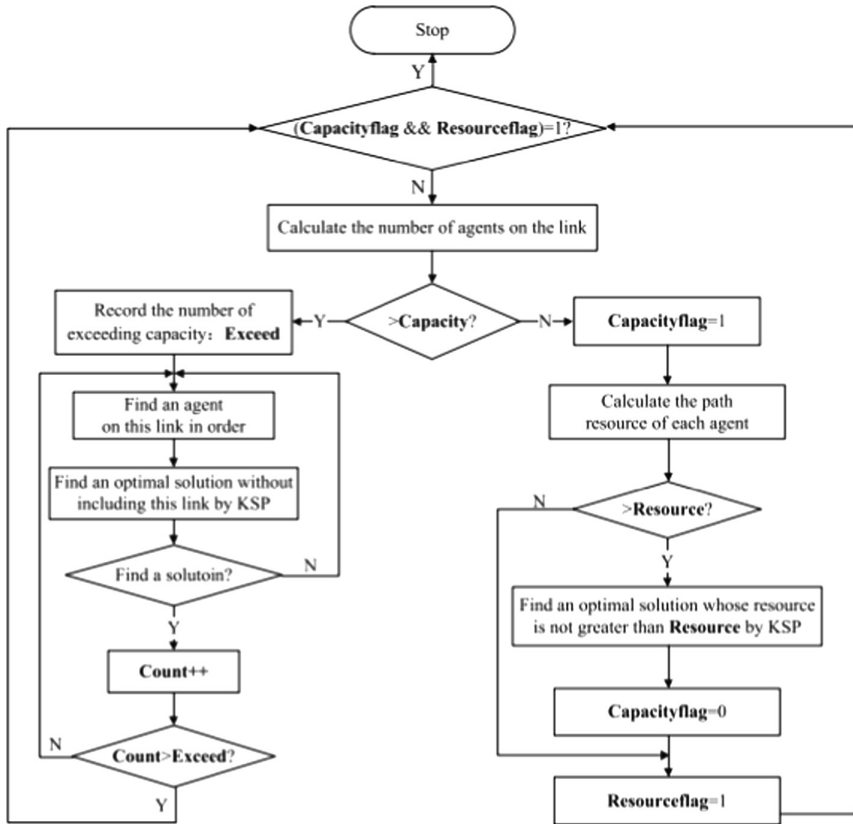 Stop
Y
(Capacityflag && Resourceflag)=1?
N
Calculate the number of agents on the link
>Capacity?
Y
N
Record the number of
exceeding capacity: Exceed
Find an agent
on this link in order
Find an optimal solution without
including this link by KSP
Find a solutoin?
N
Y
Count++
Count>Exceed?
N
Y
Capacityflag=1
Calculate the path
resource of each agent
>Resource?
N
Y
Find an optimal solution whose resource
is not greater than Resource by KSP
Capacityflag=0
Resourceflag=1